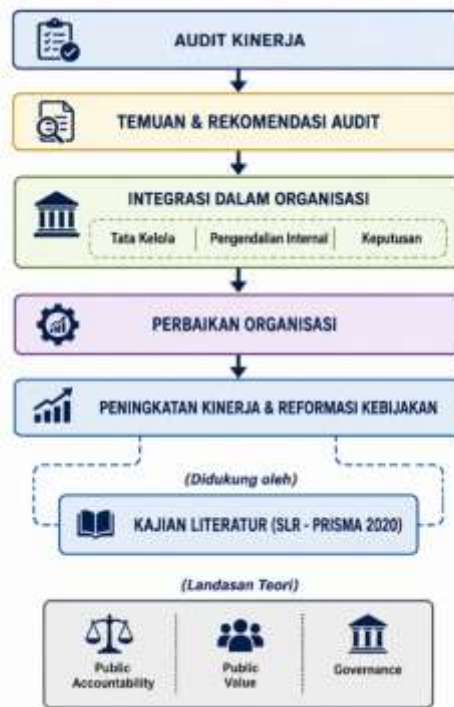 AUDIT KINERJA
TEMUAN & REKOMENDASI AUDIT
INTEGRASI DALAM ORGANISASI
Tata Kelola Pengendalian Internal Keputusan
PERBAIKAN ORGANISASI
PENINGKATAN KINERJA & REFORMASI KEBIJAKAN
(Didukung oleh)
KAJIAN LITERATUR (SLR - PRISMA 2020)
(Landasan Teori)
Public
Accountability
Public
Value
Governance